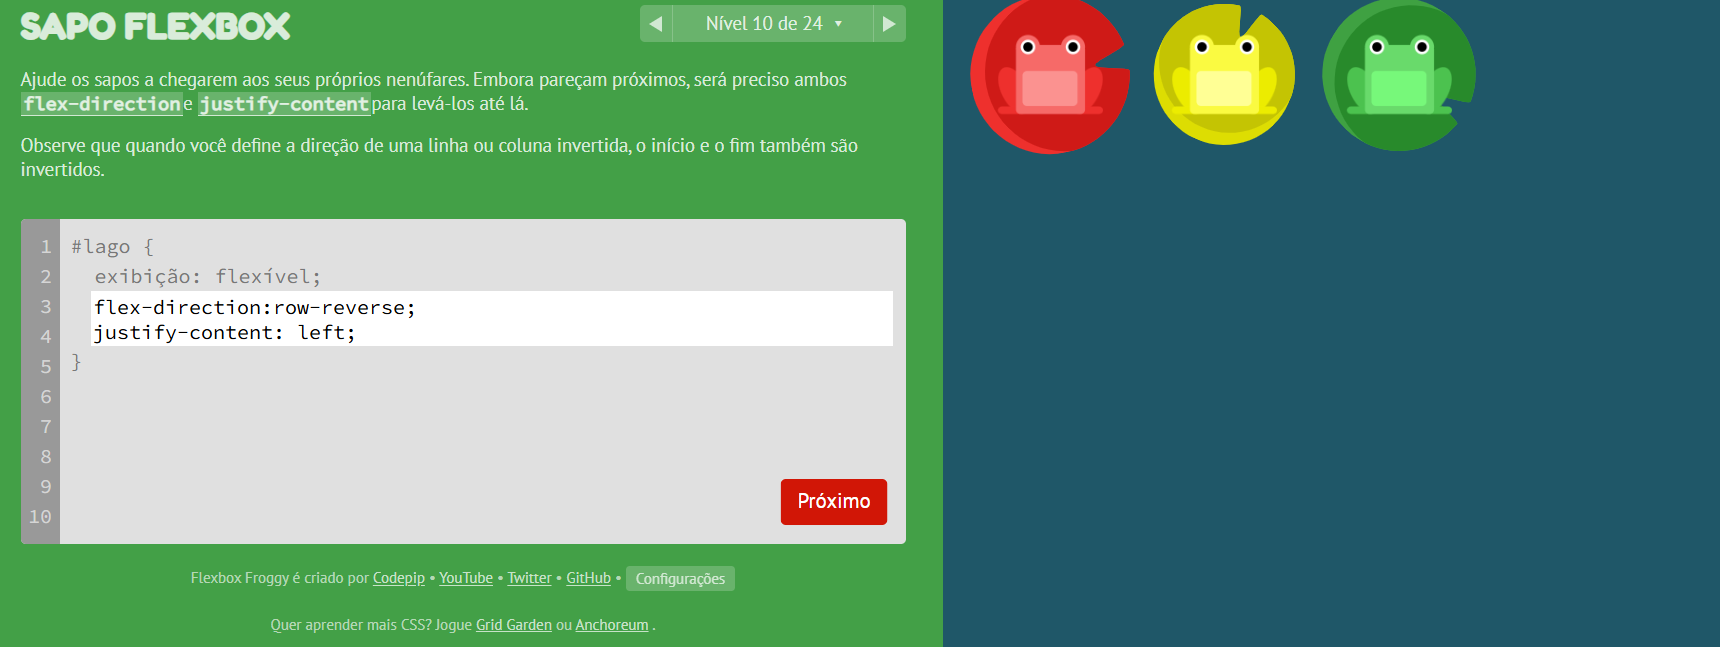 SAPO FLEXBOX
Nível 10 de 24
Ajude os sapos a chegarem aos seus próprios nenúfares. Embora pareçam próximos, será preciso ambos
flex-direction e justify-content para levá-los até lá.
Observe que quando você define a direção de uma linha ou coluna invertida, o início e o fim também são
invertidos.
1 #lago {
2 exibição: flexível;
3 flex-direction:row-reverse;
4 justify-content: left;
5 }
6
7
8
9
10
Próximo
Flexbox Froggy é criado por Codepip • YouTube • Twitter • GitHub • Configurações
Quer aprender mais CSS? Jogue Grid Garden ou Anchoreum .